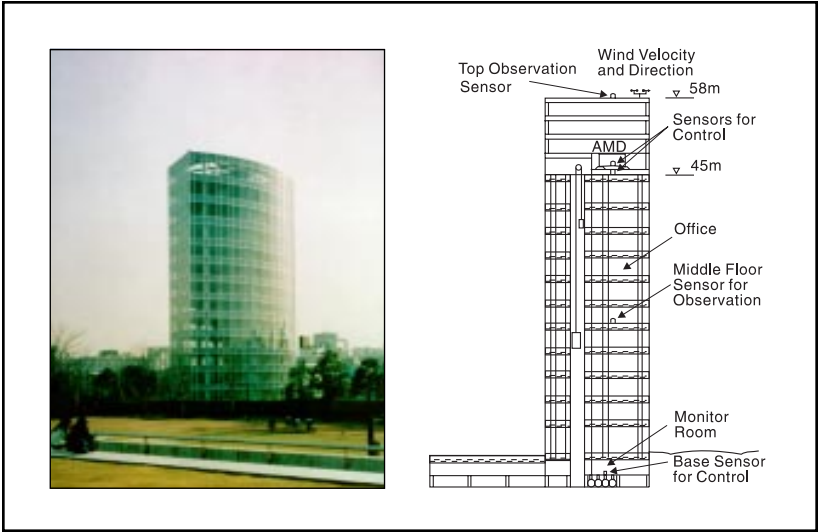 Top Observation
Sensor
Wind Velocity
and Direction
58m
Sensors for
Control
AMD
45m
Office
Middle Floor
Sensor for
Observation
Monitor
Room
Base Sensor
for Control